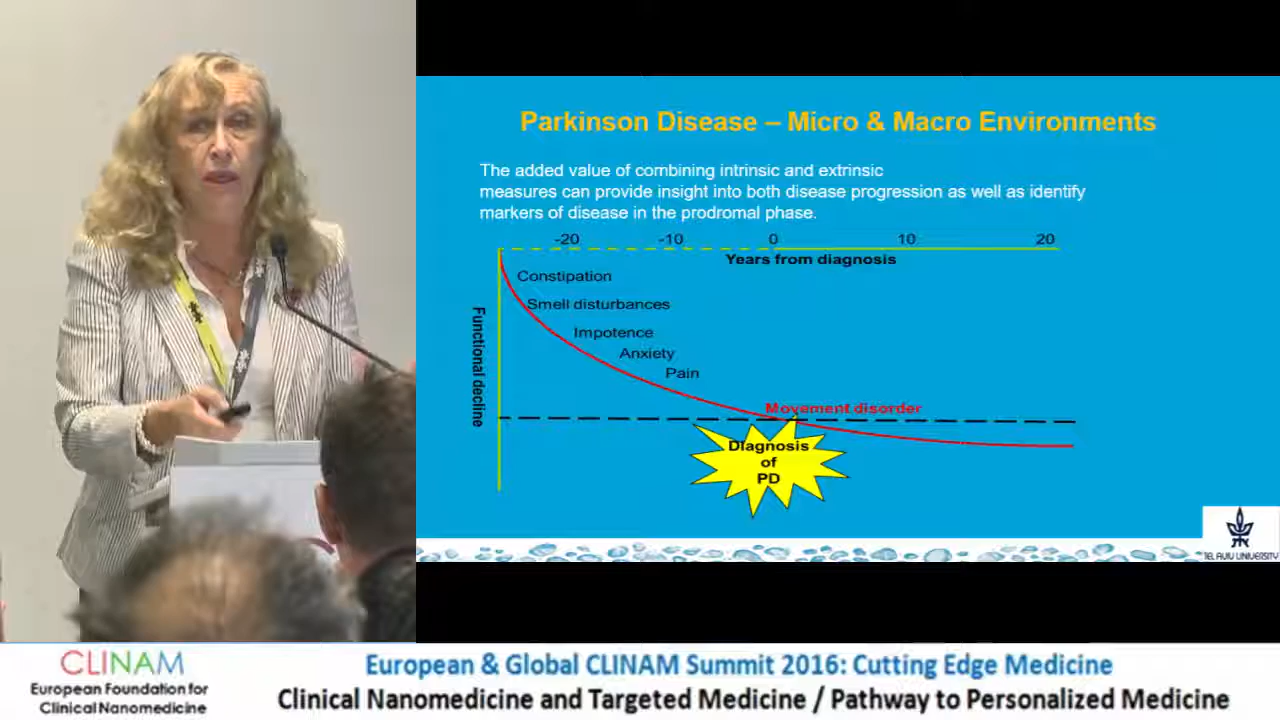 Parkinson Disease – Micro & Macro Environments
The added value of combining intrinsic and extrinsic
measures can provide insight into both disease progression as well as identify
markers of disease in the prodromal phase.
-20 -10 0 10 20
Years from diagnosis
Constipation
Smell disturbances
Impotence
Anxiety
Pain
Functional decline
Movement disorder
Diagnosis
of
PD
TEL AVIV UNIVERSITY
CLINAM
European Foundation for
Clinical Nanomedicine
European & Global CLINAM Summit 2016: Cutting Edge Medicine
Clinical Nanomedicine and Targeted Medicine / Pathway to Personalized Medicine